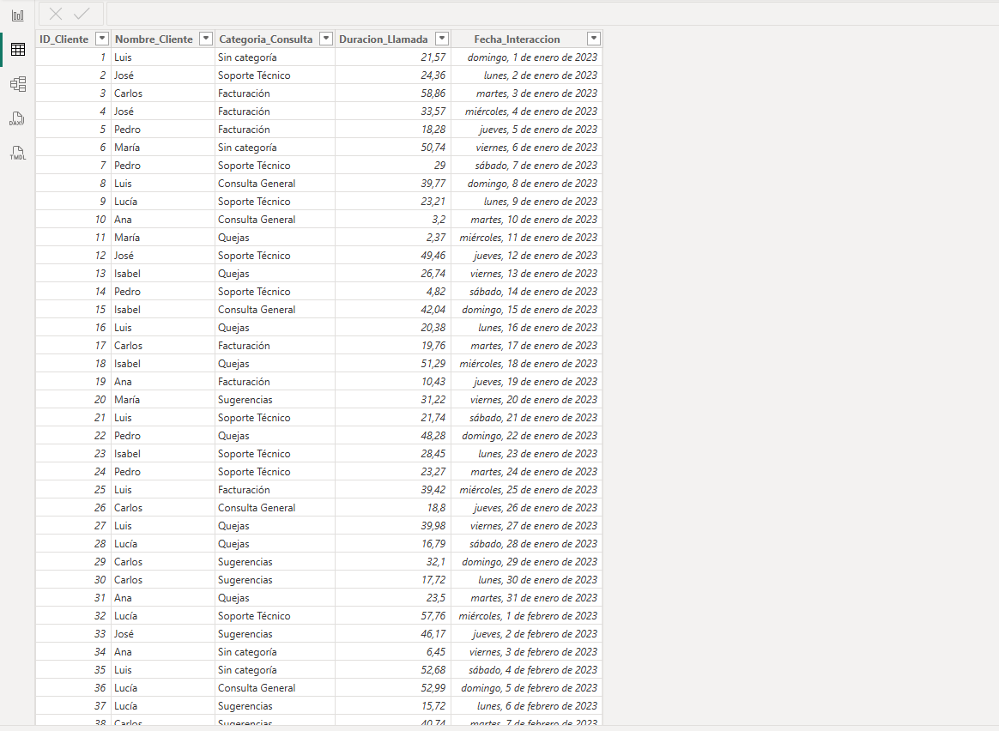 ID_Cliente Nombre_Cliente Categoria_Consulta Duracion_Llamada Fecha_Interaccion
1 Luis Sin categoría 21,57 domingo, 1 de enero de 2023
2 José Soporte Técnico 24,36 lunes, 2 de enero de 2023
3 Carlos Facturación 58,86 martes, 3 de enero de 2023
4 José Facturación 33,57 miércoles, 4 de enero de 2023
5 Pedro Facturación 18,28 jueves, 5 de enero de 2023
6 María Sin categoría 50,74 viernes, 6 de enero de 2023
7 Pedro Soporte Técnico 29 sábado, 7 de enero de 2023
8 Luis Consulta General 39,77 domingo, 8 de enero de 2023
9 Lucía Soporte Técnico 23,21 lunes, 9 de enero de 2023
10 Ana Consulta General 3,2 martes, 10 de enero de 2023
11 María Quejas 2,37 miércoles, 11 de enero de 2023
DAX
12 José Soporte Técnico 49,46 jueves, 12 de enero de 2023
13 Isabel Quejas 26,74 viernes, 13 de enero de 2023
TMDL
14 Pedro Soporte Técnico 4,82 sábado, 14 de enero de 2023
15 Isabel Consulta General 42,04 domingo, 15 de enero de 2023
16 Luis Quejas 20,38 lunes, 16 de enero de 2023
17 Carlos Facturación 19,76 martes, 17 de enero de 2023
18 Isabel Quejas 51,29 miércoles, 18 de enero de 2023
19 Ana Facturación 10,43 jueves, 19 de enero de 2023
20 María Sugerencias 31,22 viernes, 20 de enero de 2023
21 Luis Soporte Técnico 21,74 sábado, 21 de enero de 2023
22 Pedro Quejas 48,28 domingo, 22 de enero de 2023
23 Isabel Soporte Técnico 28,45 lunes, 23 de enero de 2023
24 Pedro Soporte Técnico 23,27 martes, 24 de enero de 2023
25 Luis Facturación 39,42 miércoles, 25 de enero de 2023
26 Carlos Consulta General 18,8 jueves, 26 de enero de 2023
27 Luis Quejas 39,98 viernes, 27 de enero de 2023
28 Lucía Quejas 16,79 sábado, 28 de enero de 2023
29 Carlos Sugerencias 32,1 domingo, 29 de enero de 2023
30 Carlos Sugerencias 17,72 lunes, 30 de enero de 2023
31 Ana Quejas 23,5 martes, 31 de enero de 2023
32 Lucía Soporte Técnico 57,76 miércoles, 1 de febrero de 2023
33 José Sugerencias 46,17 jueves, 2 de febrero de 2023
34 Ana Sin categoría 6,45 viernes, 3 de febrero de 2023
35 Luis Sin categoría 52,68 sábado, 4 de febrero de 2023
36 Lucía Consulta General 52,99 domingo, 5 de febrero de 2023
37 Lucía Sugerencias 15,72 lunes, 6 de febrero de 2023
38 Carlos Sugerencias 40,74 martes, 7 de febrero de 2023